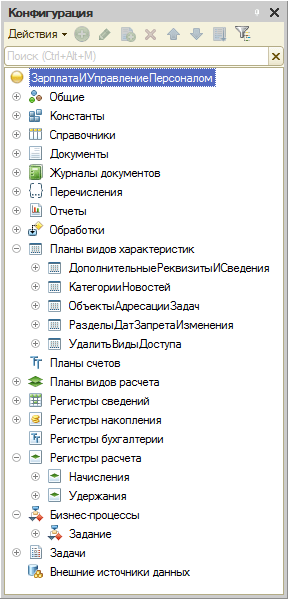 Конфигурация
Действия
Поиск (Ctrl+Alt+M)
ЗарплатаИУправлениеПерсоналом
Общие
Константы
Справочники
Документы
Журналы документов
Перечисления
Отчеты
Обработки
Планы видов характеристик
ДополнительныеРеквизитыИСведения
КатегорииНовостей
ОбъектыАдресацииЗадач
РазделыДатЗапретаИзменения
УдалитьВидыДоступа
Планы счетов
Планы видов расчета
Регистры сведений
Регистры накопления
Регистры бухгалтерии
Регистры расчета
Начисления
Удержания
Бизнес-процессы
Задание
Задачи
Внешние источники данных